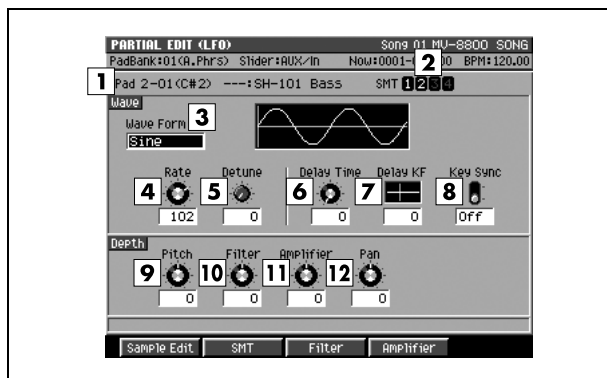 PARTIAL EDIT (LFO) Song 01 MV-8800 SONG
PadBank:01(A.Phrs) Slider:AUX/In Now:0001- 00 BPM:120.00
1 Pad 2-01(C#2) ---:SH-101 Bass SMT 1 2 3 4 2
Wave
Wave Form 3
Sine
Rate Detune Delay Time Delay KF Key Sync
4 5 6 7 8
102 0 0 0 Off
Depth
Pitch Filter Amplifier Pan
9 10 11 12
0 0 0 0
Sample Edit SMT Filter Amplifier